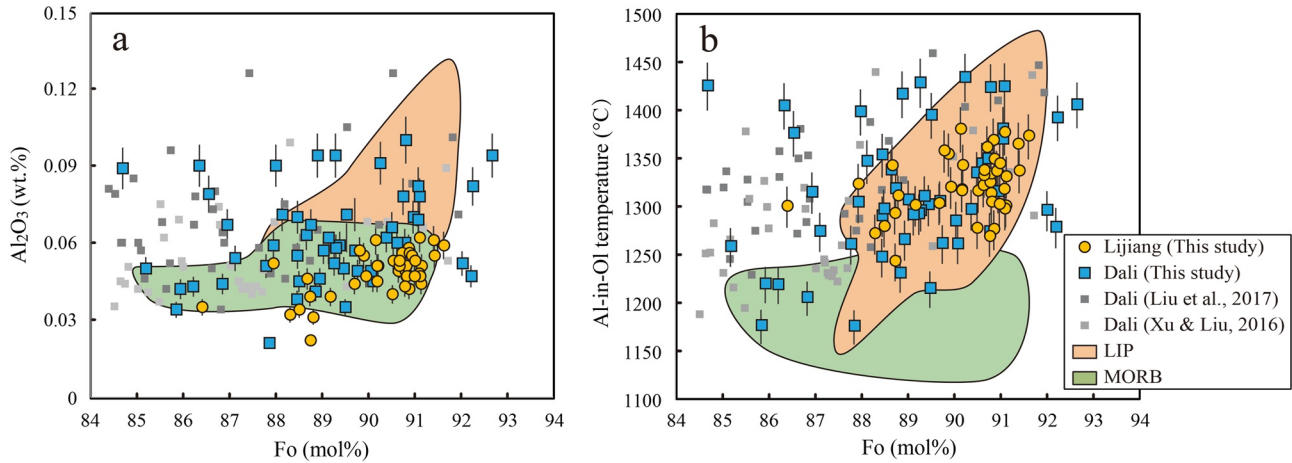 a
0.15
0.12
0.09
0.06
0.03
0
Al₂O₃ (wt.%)
84 85 86 87 88 89 90 91 92 93 94
Fo (mol%)
b
1500
1450
1400
1350
1300
1250
1200
1150
1100
Al-in-Ol temperature (°C)
84 85 86 87 88 89 90 91 92 93 94
Fo (mol%)
Lijiang (This study)
Dali (This study)
Dali (Liu et al., 2017)
Dali (Xu & Liu, 2016)
LIP
MORB